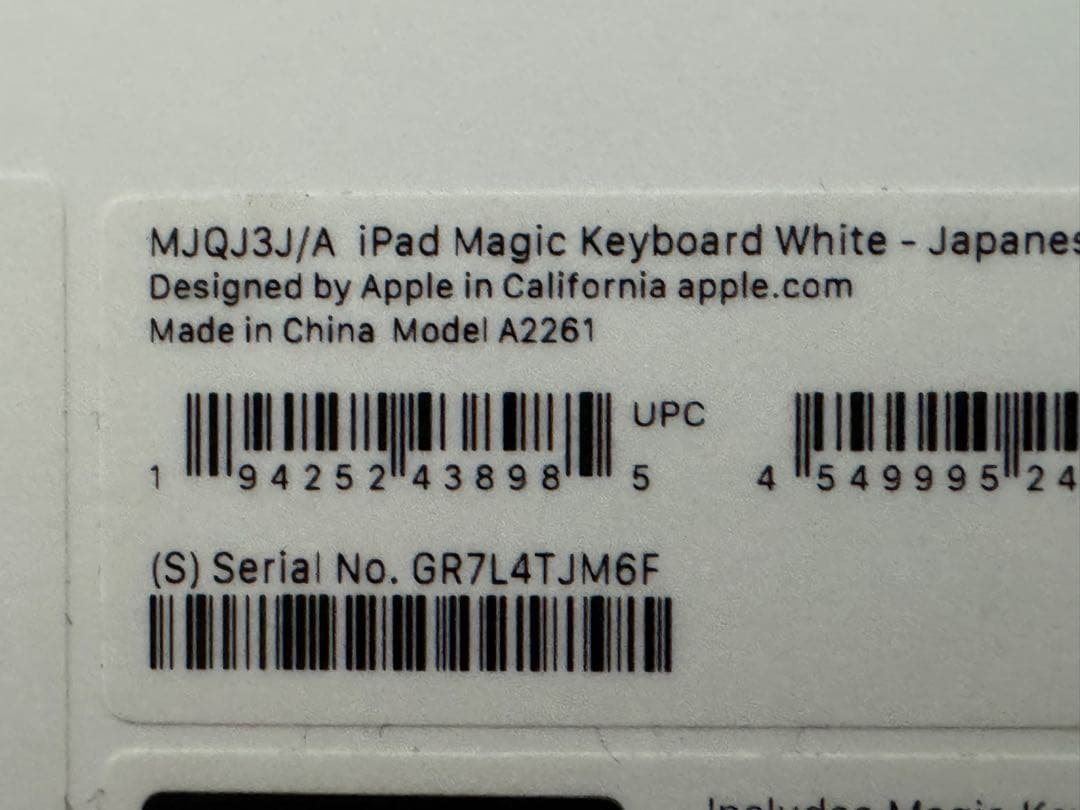 MJQJ3J/A iPad Magic Keyboard White - Japanes
Designed by Apple in California apple.com
Made in China Model A2261
1 94252 43898 5 UPC
4 549995 24
(S) Serial No. GR7L4TJM6F